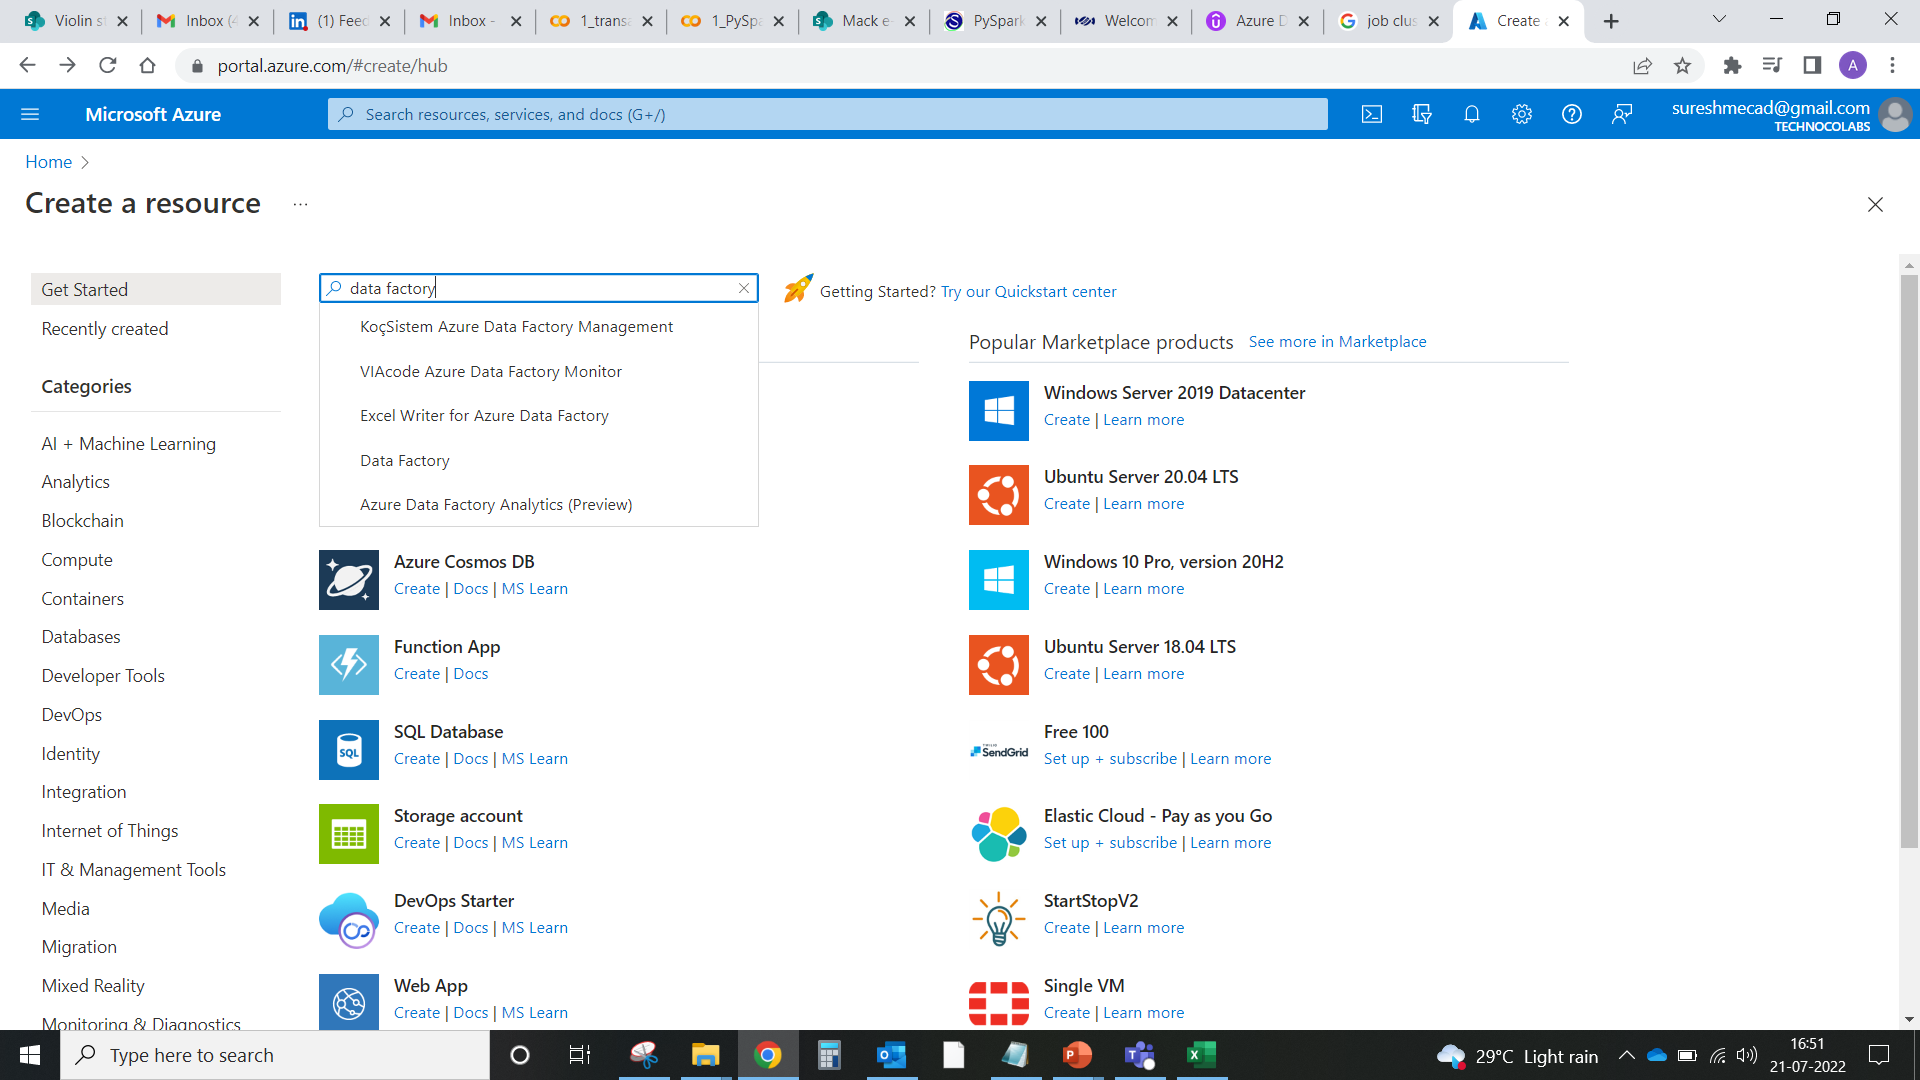 Violin st
Inbox (4
(1) Feed
Inbox -
1_transa
1_PySpa
Mack e-
PySpark
Welcom
Azure D
job clus
Create
portal.azure.com/#create/hub
A
Microsoft Azure
Search resources, services, and docs (G+/)
sureshmecad@gmail.com
TECHNOCOLABS
Home
Create a resource
...
Get Started
Recently created
Categories
AI + Machine Learning
Analytics
Blockchain
Compute
Containers
Databases
Developer Tools
DevOps
Identity
Integration
Internet of Things
IT & Management Tools
Media
Migration
Mixed Reality
Monitoring & Diagnostics
data factory
KoçSistem Azure Data Factory Management
VIAcode Azure Data Factory Monitor
Excel Writer for Azure Data Factory
Data Factory
Azure Data Factory Analytics (Preview)
Getting Started? Try our Quickstart center
Azure Cosmos DB
Create | Docs | MS Learn
Function App
Create | Docs
SQL
SQL Database
Create | Docs | MS Learn
Storage account
Create | Docs | MS Learn
DevOps Starter
Create | Docs | MS Learn
Web App
Create | Docs | MS Learn
Popular Marketplace products See more in Marketplace
Windows Server 2019 Datacenter
Create | Learn more
Ubuntu Server 20.04 LTS
Create | Learn more
Windows 10 Pro, version 20H2
Create | Learn more
Ubuntu Server 18.04 LTS
Create | Learn more
SendGrid
Free 100
Set up + subscribe | Learn more
Elastic Cloud - Pay as you Go
Set up + subscribe | Learn more
StartStopV2
Create | Learn more
Single VM
Create | Learn more
Type here to search
29°C Light rain
16:51
21-07-2022